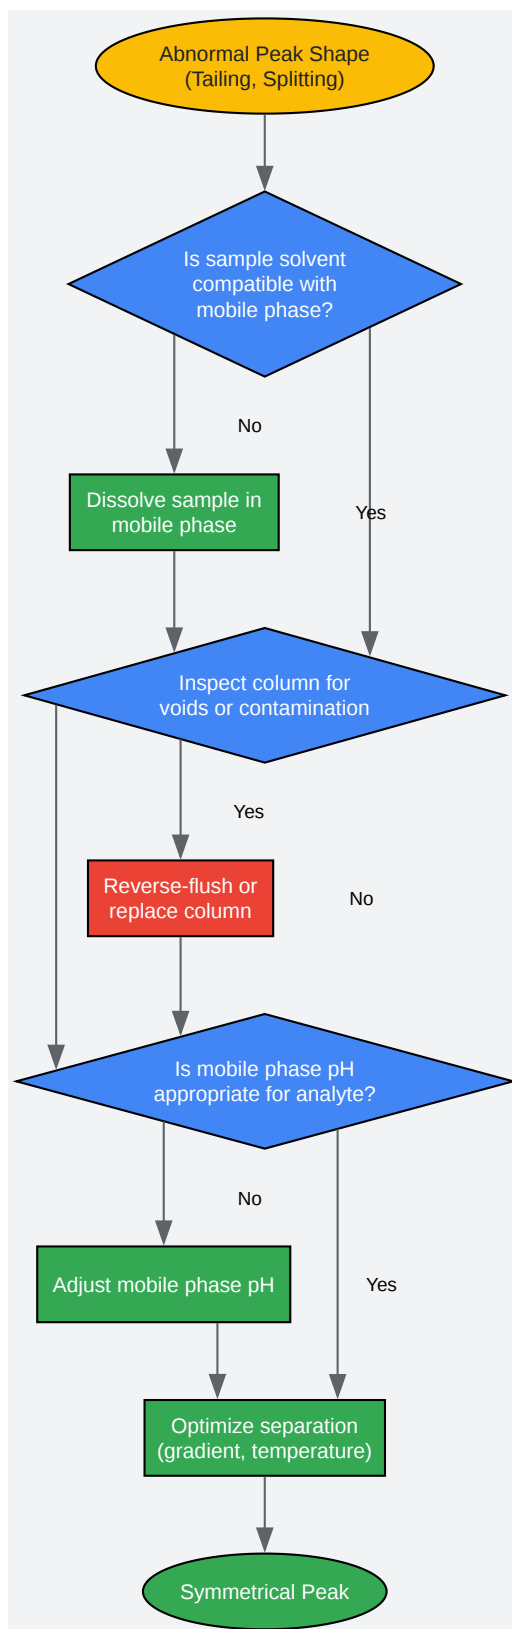 Abnormal Peak Shape
(Tailing, Splitting)
Is sample solvent
compatible with
mobile phase?
No
Dissolve sample in
mobile phase
Yes
Inspect column for
voids or contamination
Yes
Reverse-flush or
replace column
No
Is mobile phase pH
appropriate for analyte?
No
Adjust mobile phase pH
Yes
Optimize separation
(gradient, temperature)
Symmetrical Peak